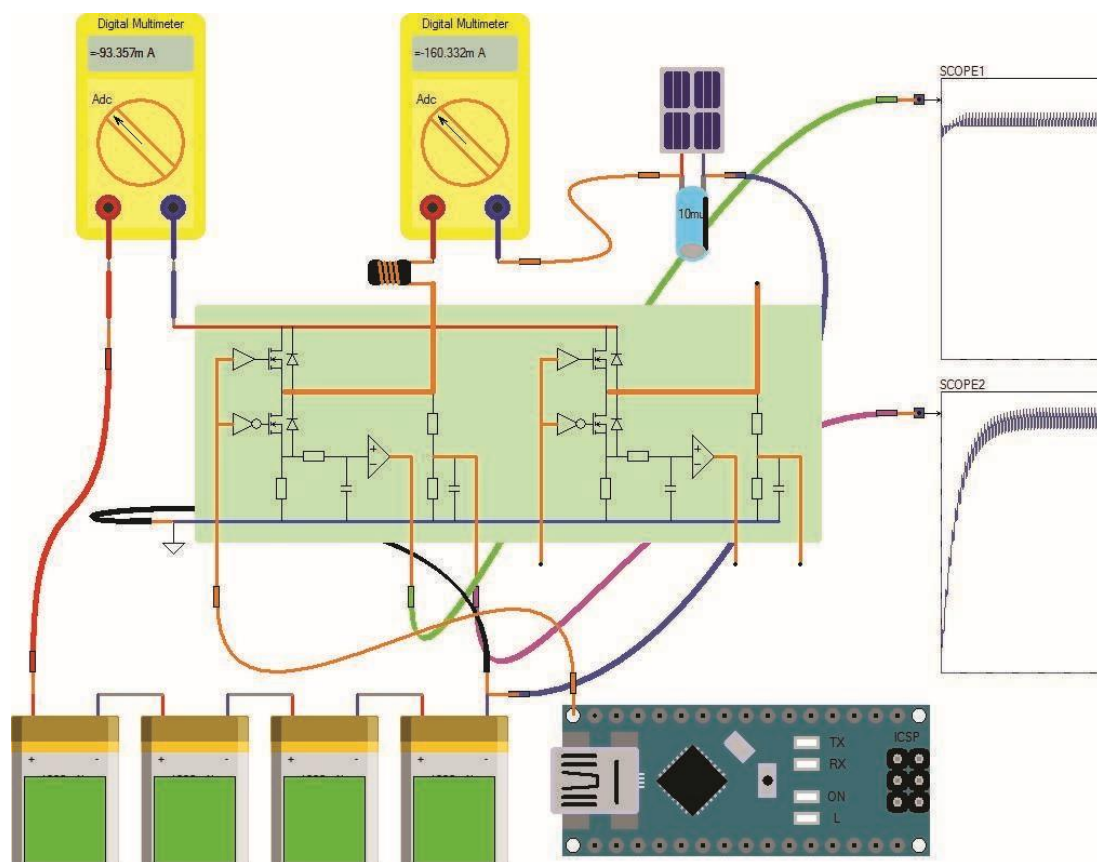 Digital Multimeter
=-93.357m A
Adc
Digital Multimeter
=-160.332m A
Adc
10mu
SCOPE1
SCOPE2
+ -
+ -
+ -
+ -
+ -
+ -
TX
RX
ON
L
ICSP